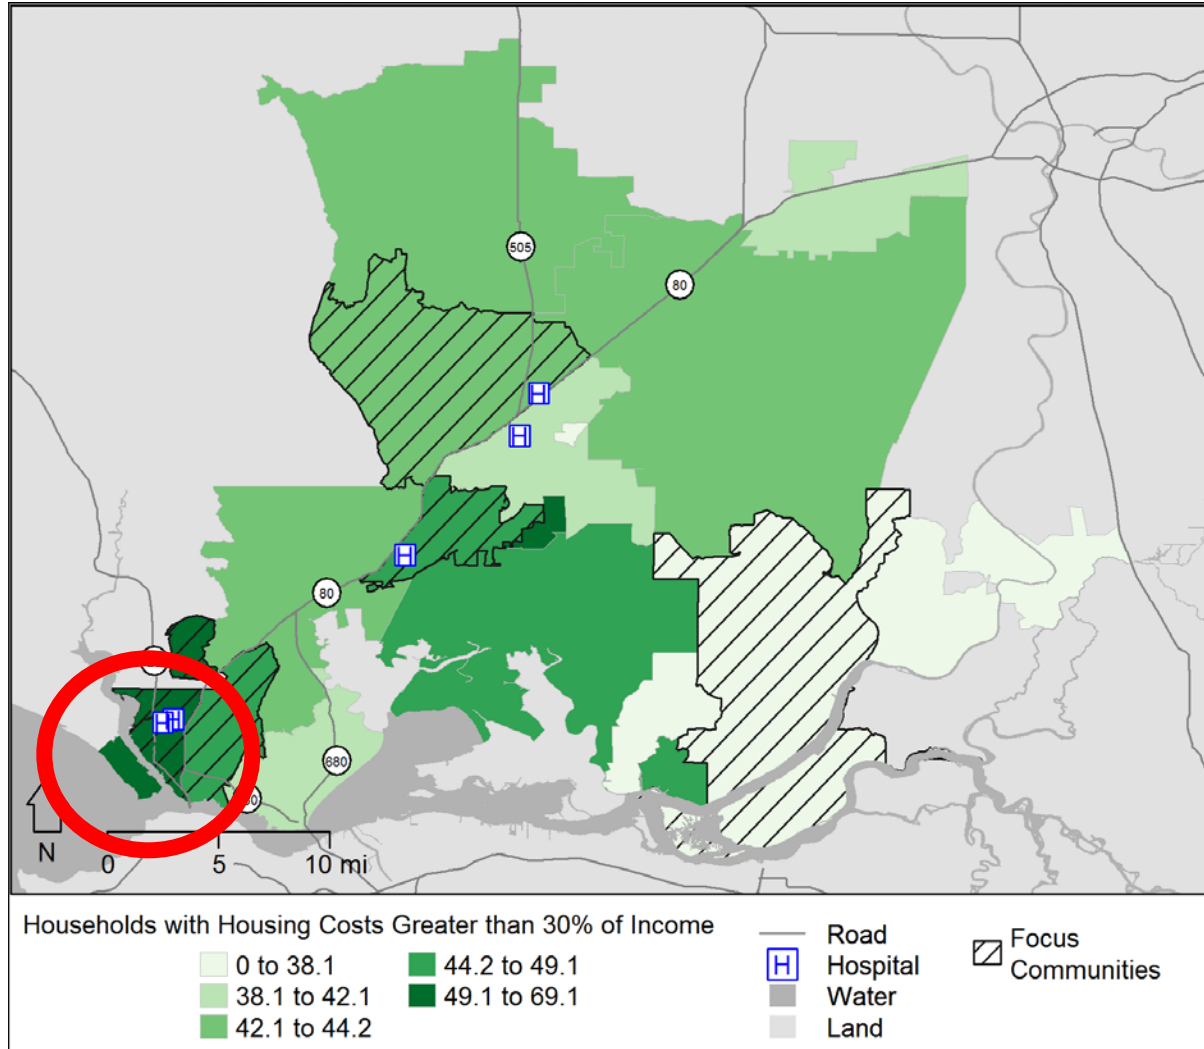 505
80
80
680
80
N
0 5 10 mi
Households with Housing Costs Greater than 30% of Income
0 to 38.1
38.1 to 42.1
42.1 to 44.2
44.2 to 49.1
49.1 to 69.1
Road
H Hospital
Water
Land
Focus
Communities
H
H
H
H
H